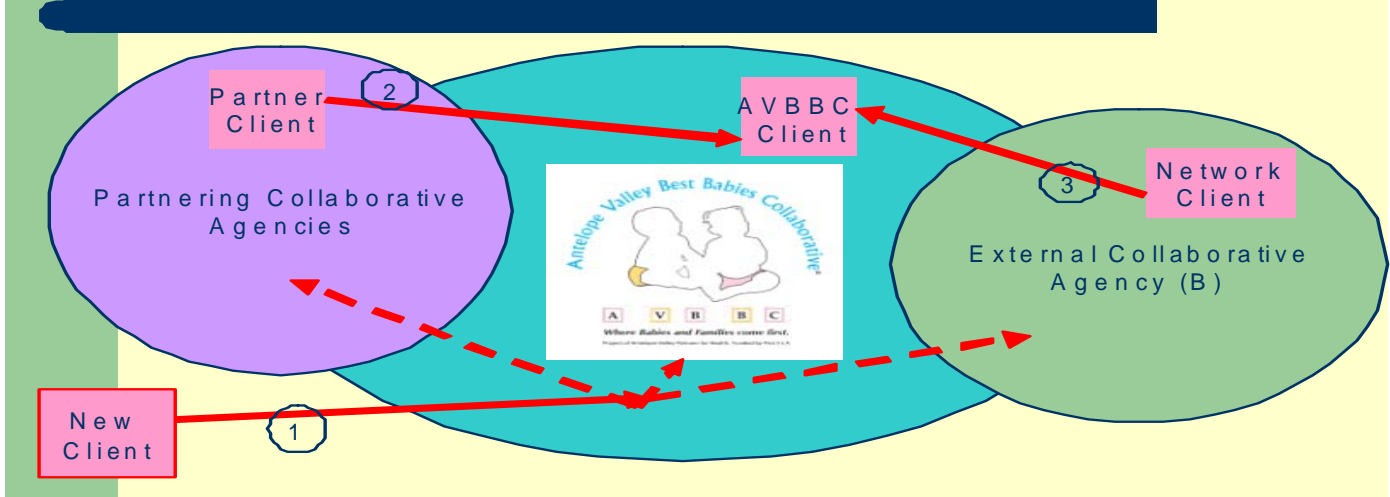 Partner
Client
2
AVBBC
Client
3
Network
Client
Partnering Collaborative
Agencies
Antelope Valley Best Babies Collaborative
A V B B C
Where Babies and Families come first.
External Collaborative
Agency (B)
New
Client
1